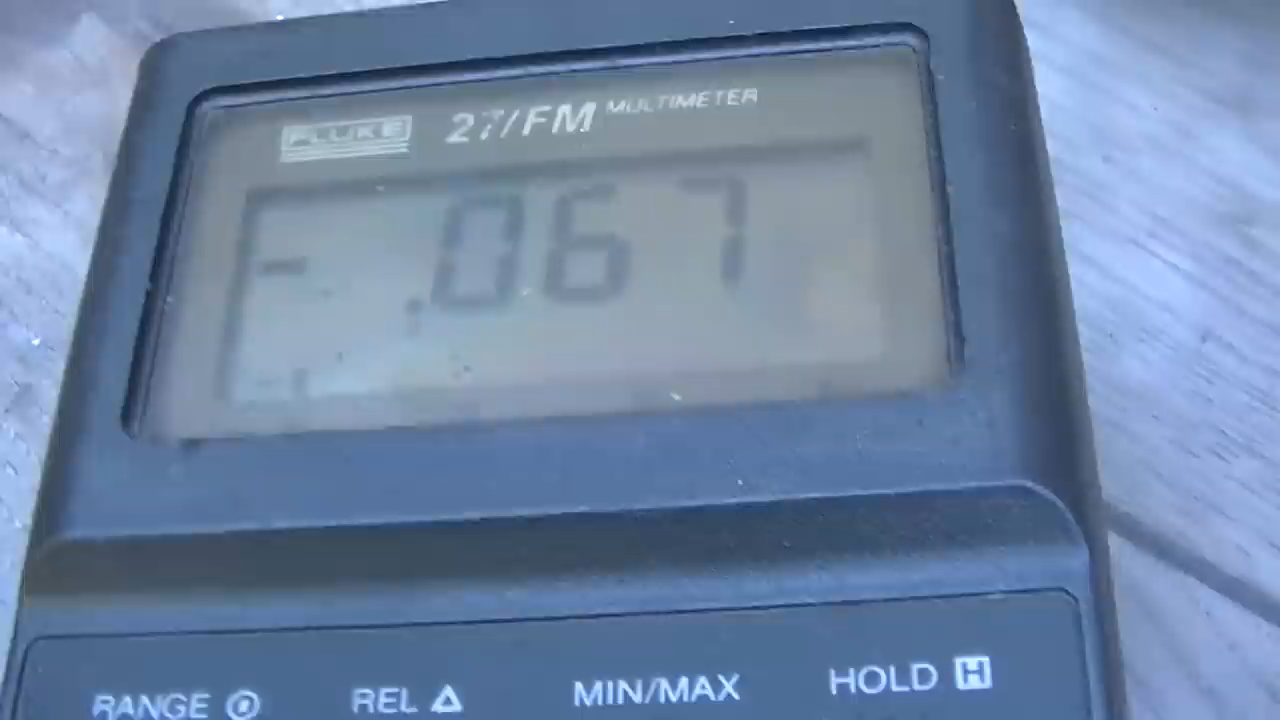 FLUKE 27/FM MULTIMETER
- .067
RANGE REL △ MIN/MAX HOLD H